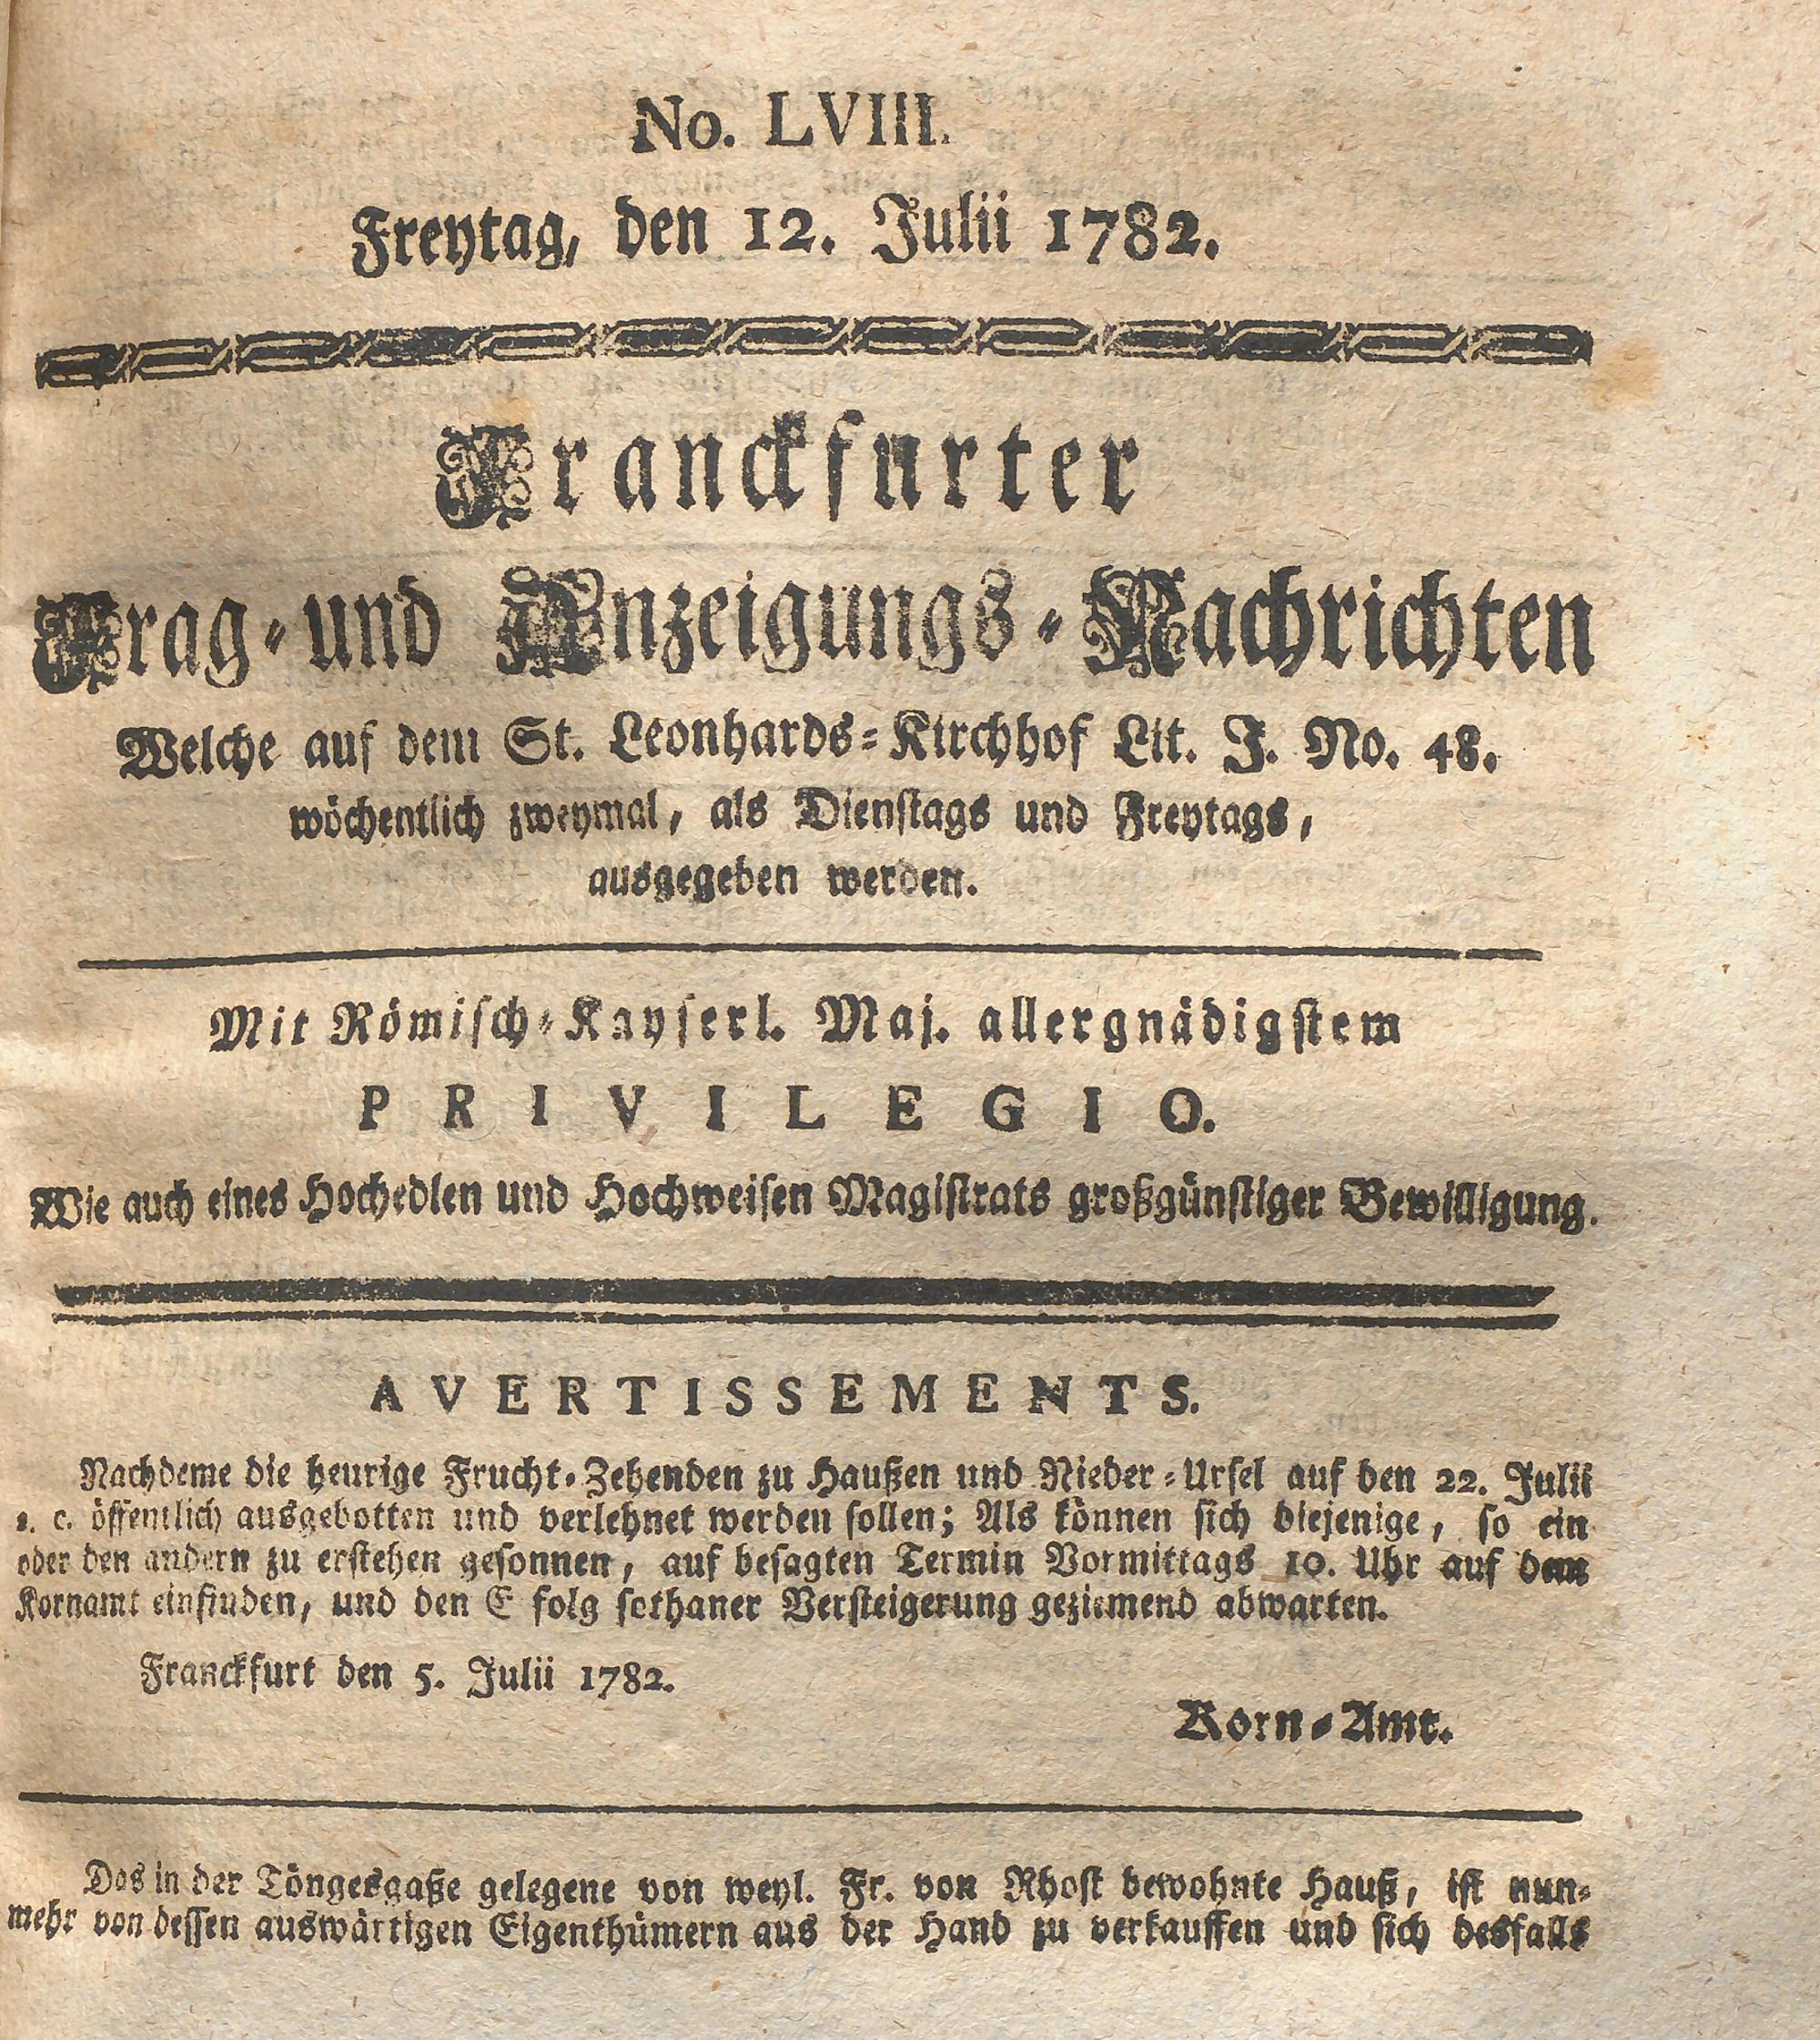 No. LVIII.
Freytag, den 12. Julii 1782.
Franckfurter
Frag- und Anzeigungs-Nachrichten
Welche auf dem St. Leonhards-Kirchhof Lit. J. No. 48.
wöchentlich zweymal, als Dienstags und Freytags,
ausgegeben werden.
Mit Römisch-Kayserl. Maj. allergnädigstem
PRIVILEGIO.
Wie auch eines Hochedlen und Hochweisen Magistrats großgünstiger Bewilligung.
AVERTISSEMENTS.
Nachdeme die heurige Frucht-Zehenden zu Haußen und Nieder-Ursel auf den 22. Julii
a. c. öffentlich ausgebotten und verlehnet werden sollen; Als können sich diejenige, so ein
oder den andern zu erstehen gesonnen, auf besagten Termin Vormittags 10. Uhr auf dem
Kornamt einfinden, und den E folg sothaner Versteigerung geziemend abwarten.
Franckfurt den 5. Julii 1782.
Korn-Amt.
Das in der Töngesgaße gelegene von weyl. Fr. von Rhost bewohnte Hauß, ist nun-
mehr von dessen auswärtigen Eigenthümern aus der Hand zu verkauffen und sich desfalls